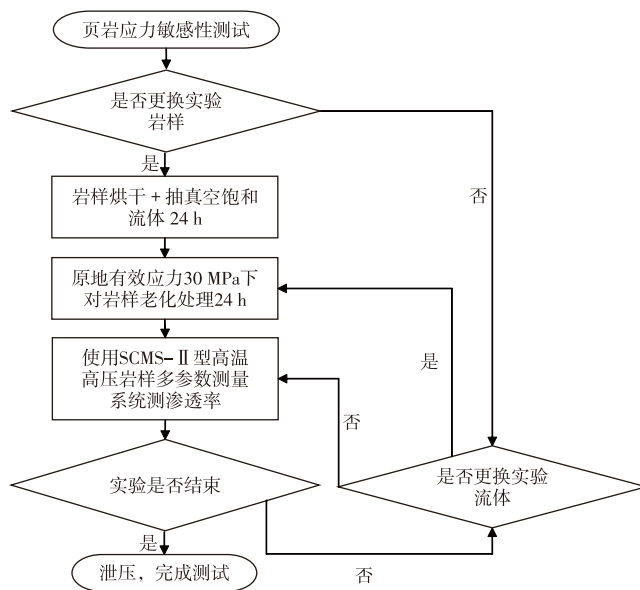 页岩应力敏感性测试
是否更换实验
岩样
是
否
岩样烘干 + 抽真空饱和
流体 24 h
原地有效应力30 MPa下
对岩样老化处理24 h
使用SCMS-Ⅱ型高温
高压岩样多参数测量
系统测渗透率
是
否
实验是否结束
是否更换实验
流体
是
否
泄压，完成测试